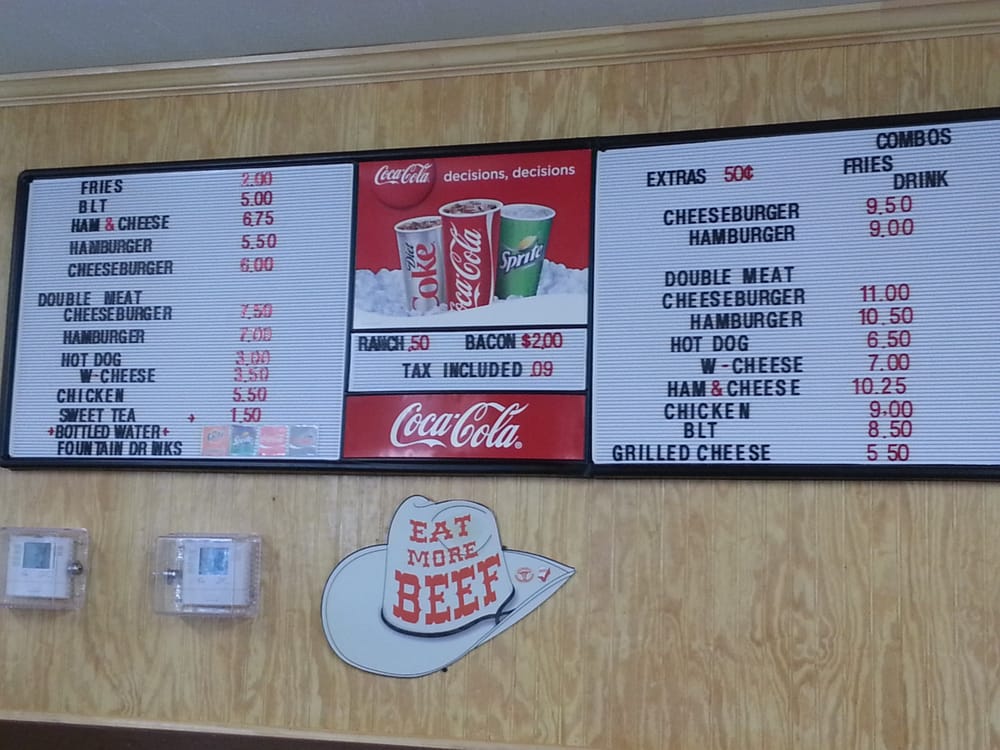 FRIES 2.00
BLT 5.00
HAM & CHEESE 6.75
HAMBURGER 5.50
CHEESEBURGER 6.00
DOUBLE MEAT
CHEESEBURGER 7.50
HAMBURGER 7.00
HOT DOG 3.00
W-CHEESE 3.50
CHICKEN 5.50
SWEET TEA → 1.50
→BOTTLED WATER←
FOUNTAIN DR NKS
Coca-Cola decisions, decisions
Diet Coke
Coca-Cola
Sprite
RANCH .50 BACON $2.00
TAX INCLUDED .09
Coca-Cola
COMBOS
EXTRAS 50¢ FRIES
DRINK
CHEESEBURGER 9.50
HAMBURGER 9.00
DOUBLE MEAT
CHEESEBURGER 11.00
HAMBURGER 10.50
HOT DOG 6.50
W-CHEESE 7.00
HAM & CHEESE 10.25
CHICKEN 9.00
BLT 8.50
GRILLED CHEESE 5 50
EAT
MORE
BEEF